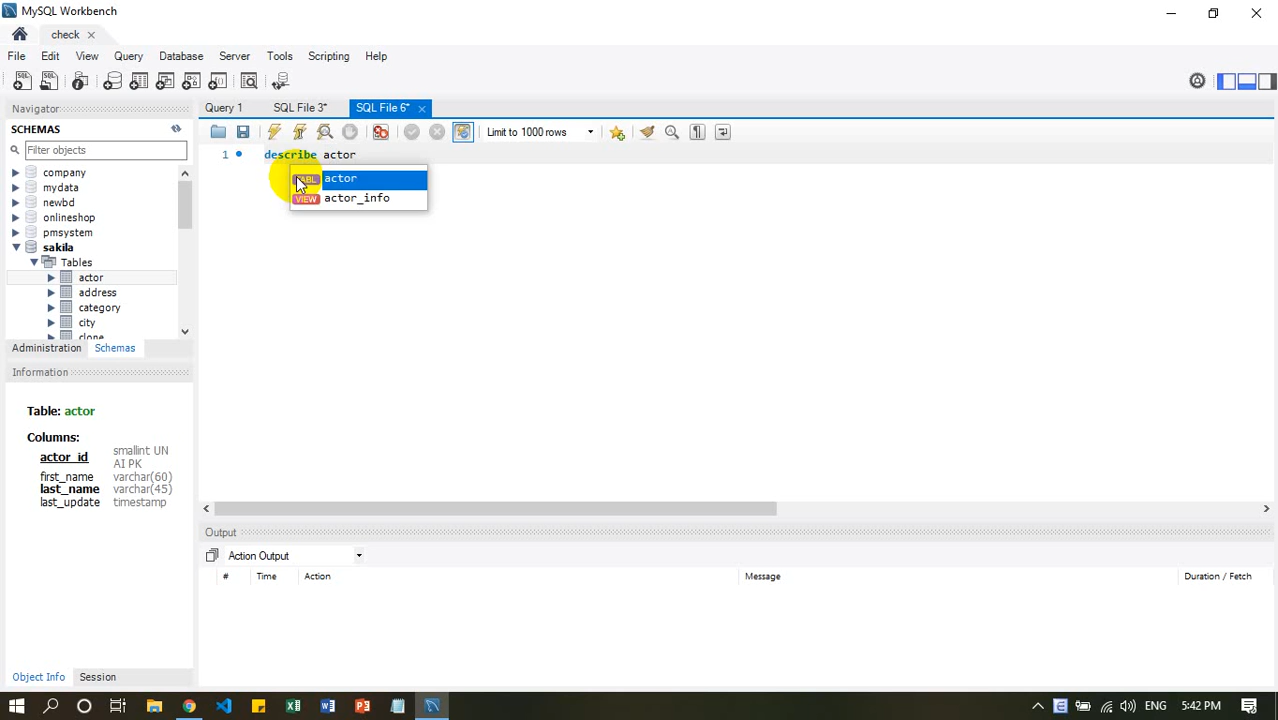 MySQL Workbench
check
File Edit View Query Database Server Tools Scripting Help
Navigator
SCHEMAS
Filter objects
company
mydata
newbd
onlineshop
pmsystem
sakila
Tables
actor
address
category
city
clone
Administration Schemas
Information
Table: actor
Columns:
actor_id smallint UN
AI PK
first_name varchar(60)
last_name varchar(45)
last_update timestamp
Object Info Session
Query 1 SQL File 3* SQL File 6*
Limit to 1000 rows
1 describe actor
actor
VIEW actor_info
Output
Action Output
# Time Action Message Duration / Fetch
ENG 5:42 PM